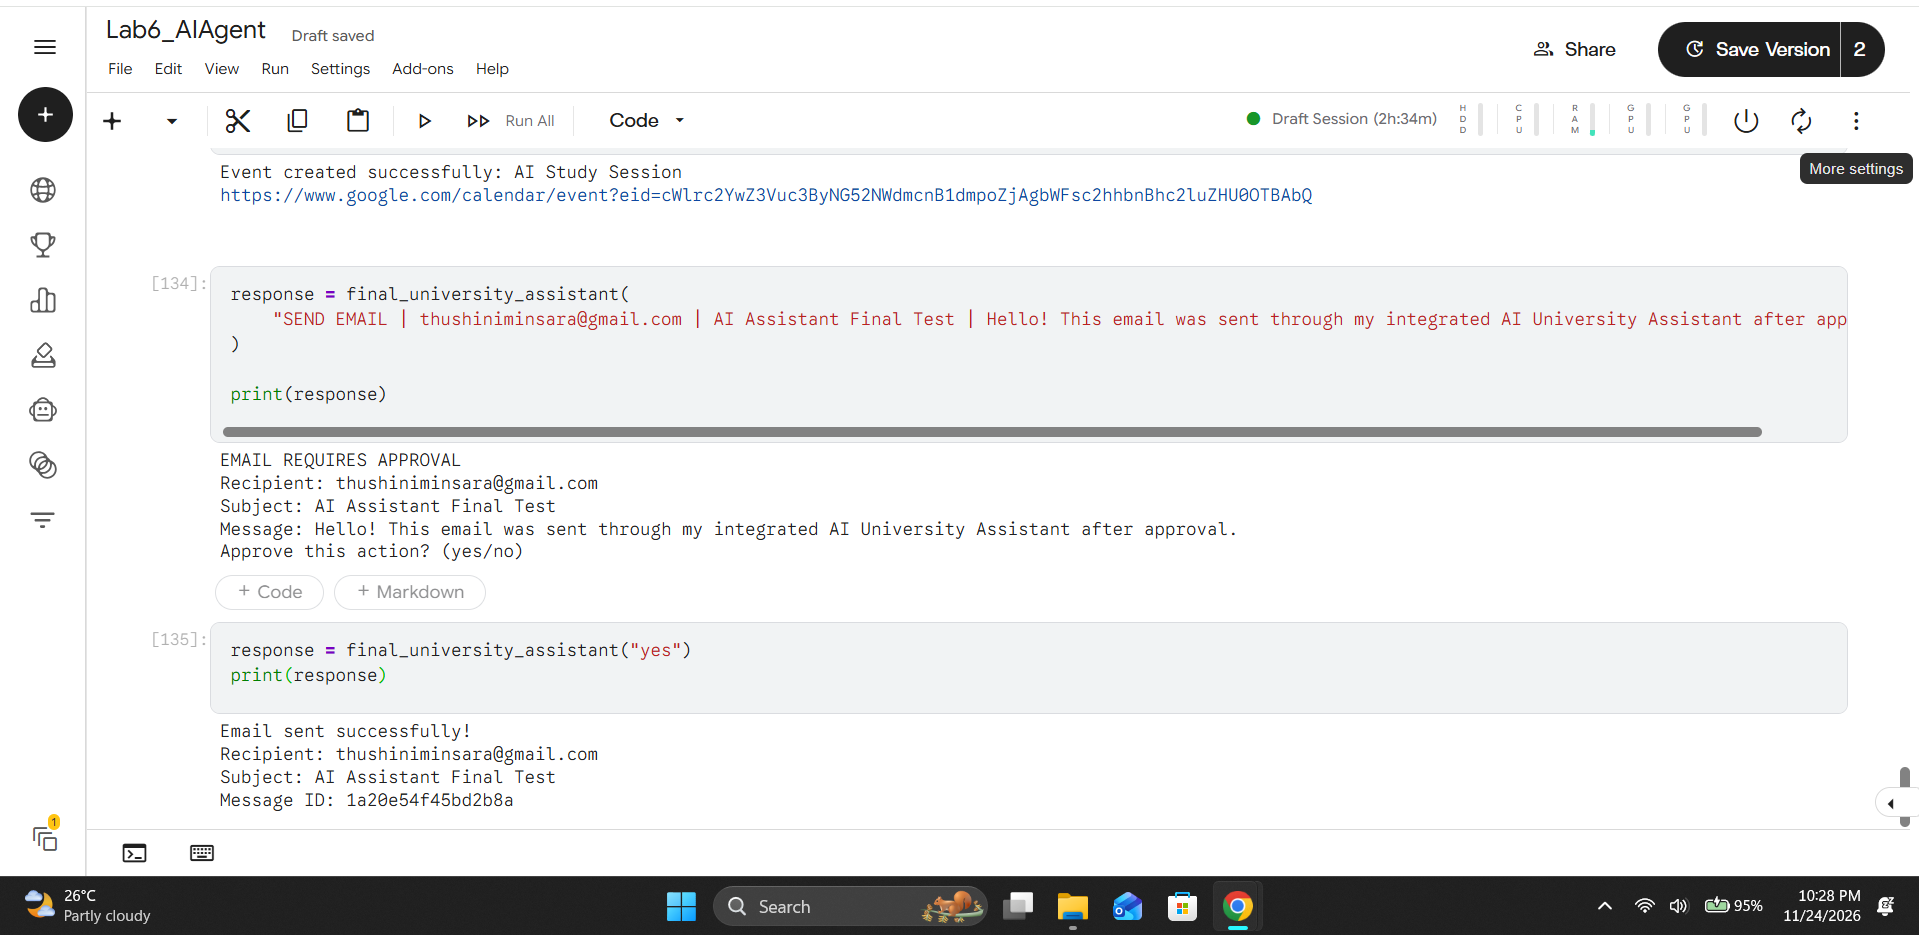 Lab6_AIAgent
Draft saved
File Edit View Run Settings Add-ons Help
Share
Save Version 2
Run All
Code
Draft Session (2h:34m)
HDD
CPU
RAM
GPU
GPU
More settings
Event created successfully: AI Study Session
https://www.google.com/calendar/event?eid=cWlrc2YwZ3Vuc3ByNG52NWdmcnB1dmpoZjAgbWFsc2hhbnBhc2luZHU0OTBAbQ
[134]:
response = final_university_assistant(
"SEND EMAIL | thushiniminsara@gmail.com | AI Assistant Final Test | Hello! This email was sent through my integrated AI University Assistant after app
)
print(response)
EMAIL REQUIRES APPROVAL
Recipient: thushiniminsara@gmail.com
Subject: AI Assistant Final Test
Message: Hello! This email was sent through my integrated AI University Assistant after approval.
Approve this action? (yes/no)
+ Code + Markdown
[135]:
response = final_university_assistant("yes")
print(response)
Email sent successfully!
Recipient: thushiniminsara@gmail.com
Subject: AI Assistant Final Test
Message ID: 1a20e54f45bd2b8a
1
26°C
Partly cloudy
Search
95%
10:28 PM
11/24/2026